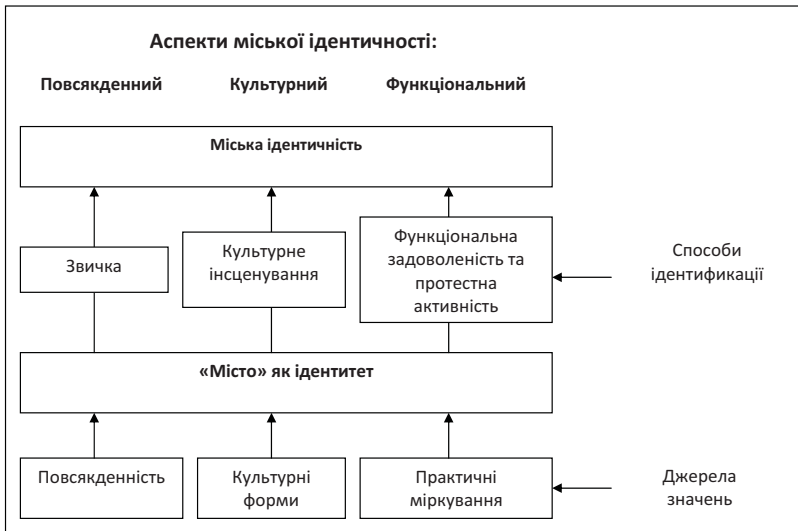 Аспекти міської ідентичності:
Повсякденний Культурний Функціональний
Міська ідентичність
Звичка
Культурне
інсценування
Функціональна
задоволеність та
протестна
активність
Способи
ідентифікації
«Місто» як ідентитет
Повсякденність
Культурні
форми
Практичні
міркування
Джерела
значень